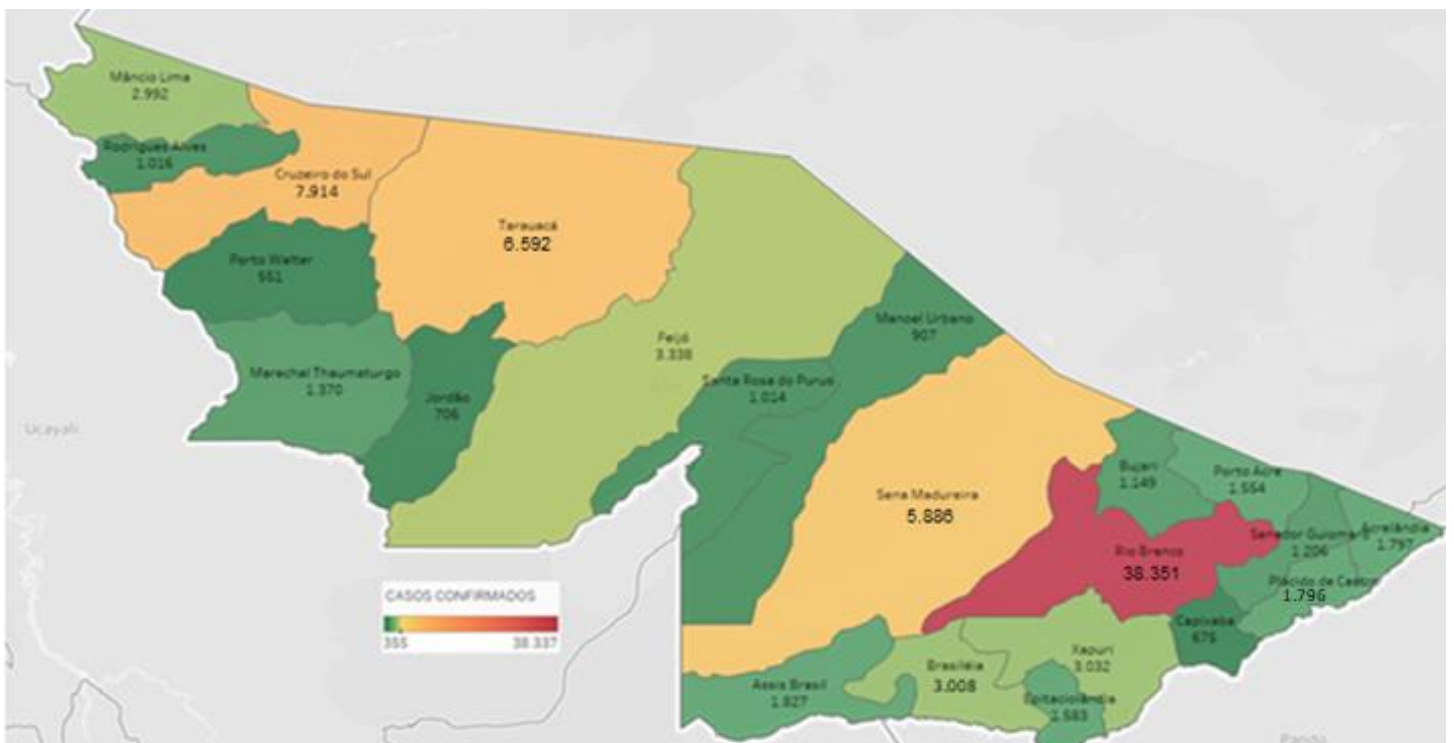 Mâncio Lima
2.992
Rodrigues Alves
1.016
Cruzeiro do Sul
7.914
Tarauacá
6.592
Porto Walter
551
Marechal Thaumaturgo
1.370
Jordão
706
Feijó
3.338
Manoel Urbano
907
Santa Rosa do Purus
1.014
Sena Madureira
5.886
Bujari
1.149
Porto Acre
1.554
Rio Branco
38.351
Senador Guiomard
1.206
Acrelândia
1.797
Plácido de Castro
1.796
Capixaba
675
Xapuri
3.032
Brasiléia
3.008
Epitaciolândia
1.583
Assis Brasil
1.827
Ucayali
Pando
CASOS CONFIRMADOS
355
38.337